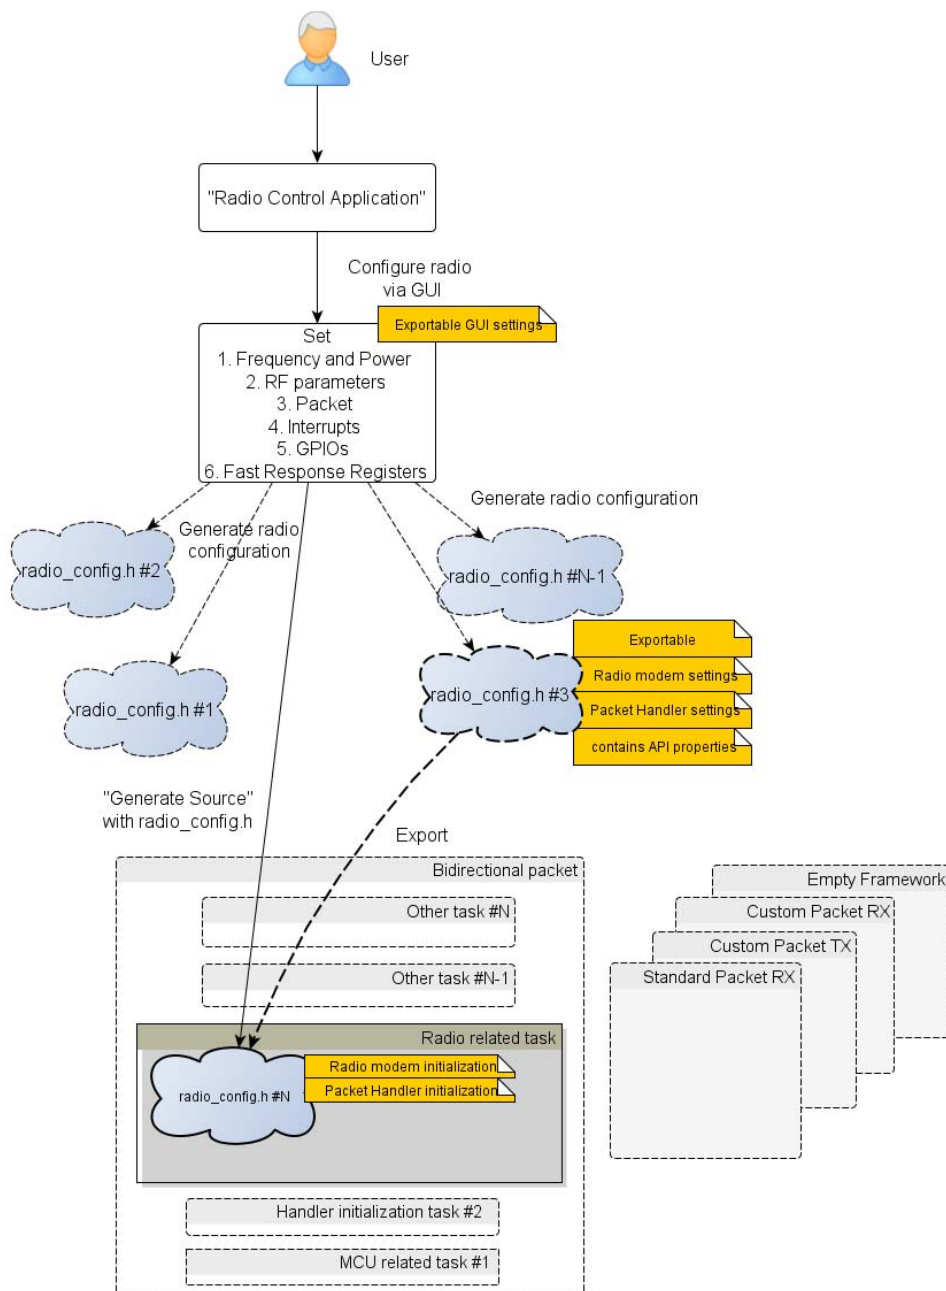 User
"Radio Control Application"
Configure radio
via GUI
Exportable GUI settings
Set
1. Frequency and Power
2. RF parameters
3. Packet
4. Interrupts
5. GPIOs
6. Fast Response Registers
Generate radio configuration
Generate radio
configuration
radio_config.h #2
radio_config.h #N-1
Exportable
Radio modem settings
Packet Handler settings
contains API properties
radio_config.h #3
radio_config.h #1
"Generate Source"
with radio_config.h
Export
Bidirectional packet
Other task #N
Other task #N-1
Radio related task
Radio modem initialization
Packet Handler initialization
radio_config.h #N
Handler initialization task #2
MCU related task #1
Empty Framework
Custom Packet RX
Custom Packet TX
Standard Packet RX